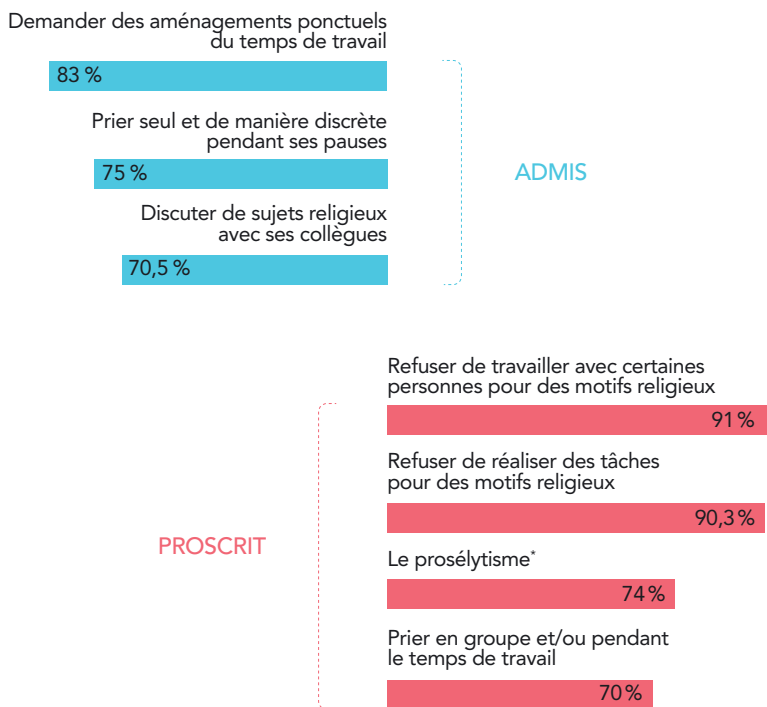 Demander des aménagements ponctuels
du temps de travail
83 %
Prier seul et de manière discrète
pendant ses pauses
75 %
ADMIS
Discuter de sujets religieux
avec ses collègues
70,5 %
Refuser de travailler avec certaines
personnes pour des motifs religieux
91 %
Refuser de réaliser des tâches
pour des motifs religieux
90,3 %
PROSCRIT
Le prosélytisme*
74 %
Prier en groupe et/ou pendant
le temps de travail
70 %